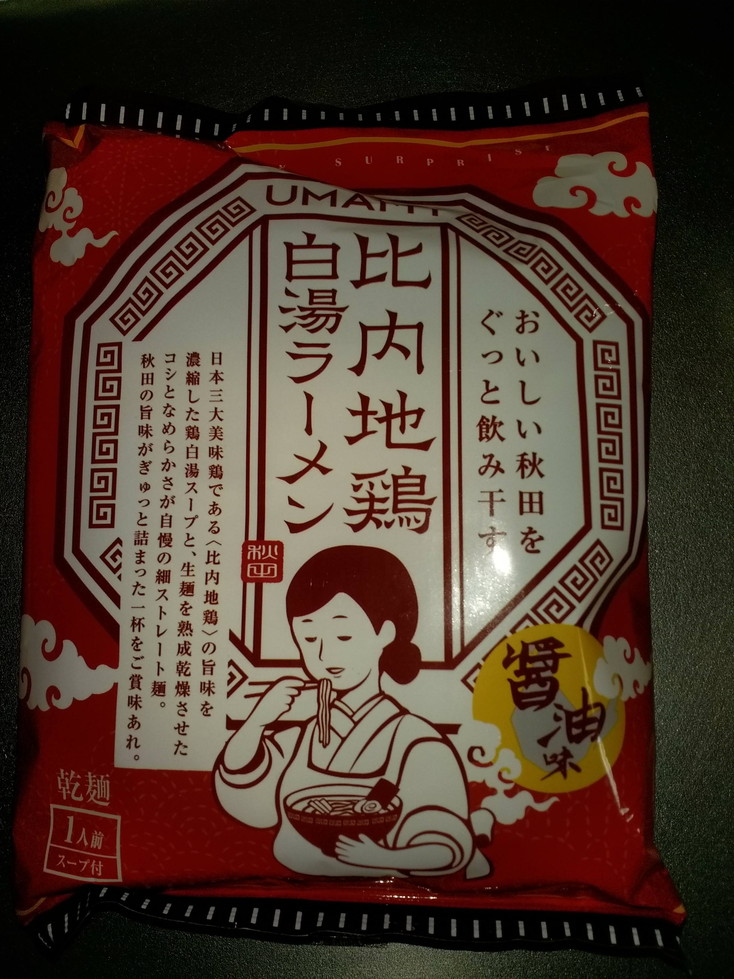 SURPRISE
UMAMY
おいしい秋田を
ぐっと飲み干す
比内地鶏
白湯ラーメン
秋田
日本三大美味鶏である〈比内地鶏〉の旨味を
濃縮した鶏白湯スープと、生麺を熟成乾燥させた
コシとなめらかさが自慢の細ストレート麺。
秋田の旨味がぎゅっと詰まった一杯をご賞味あれ。
醤油味
乾麺
1人前
スープ付